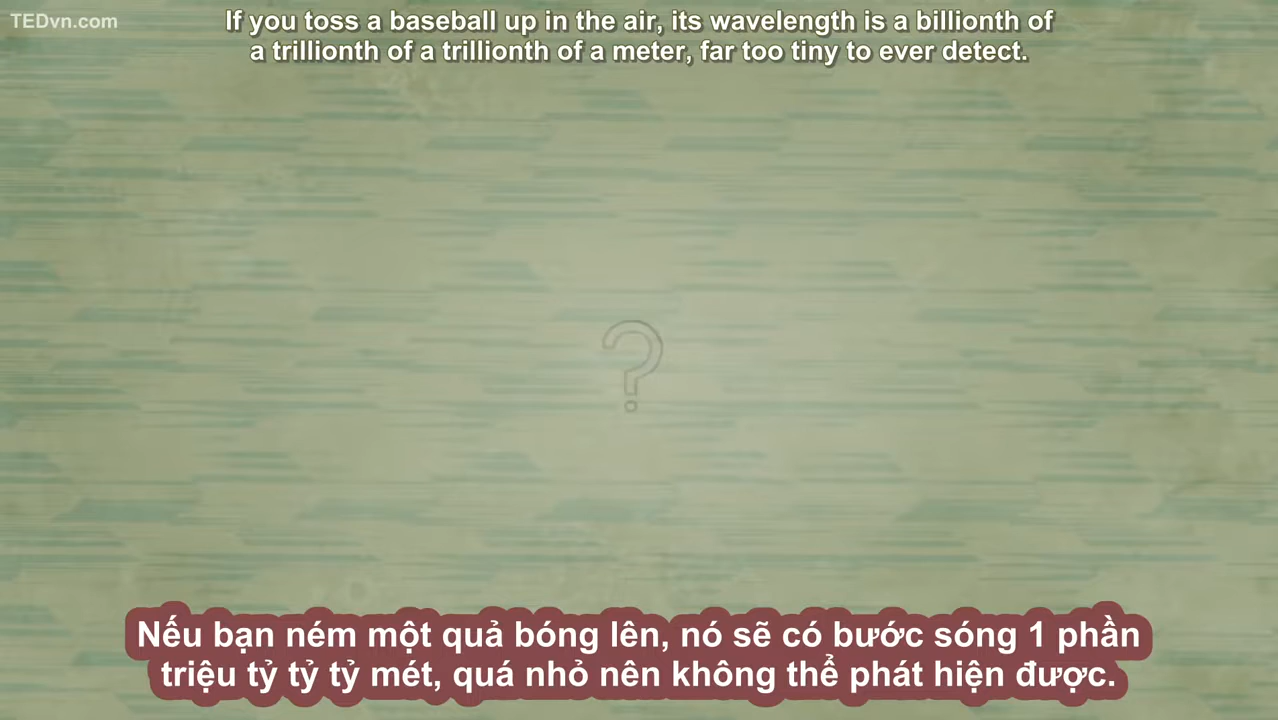 TEDvn.com
If you toss a baseball up in the air, its wavelength is a billionth of
a trillionth of a trillionth of a meter, far too tiny to ever detect.
?
Nếu bạn ném một quả bóng lên, nó sẽ có bước sóng 1 phần
triệu tỷ tỷ tỷ mét, quá nhỏ nên không thể phát hiện được.